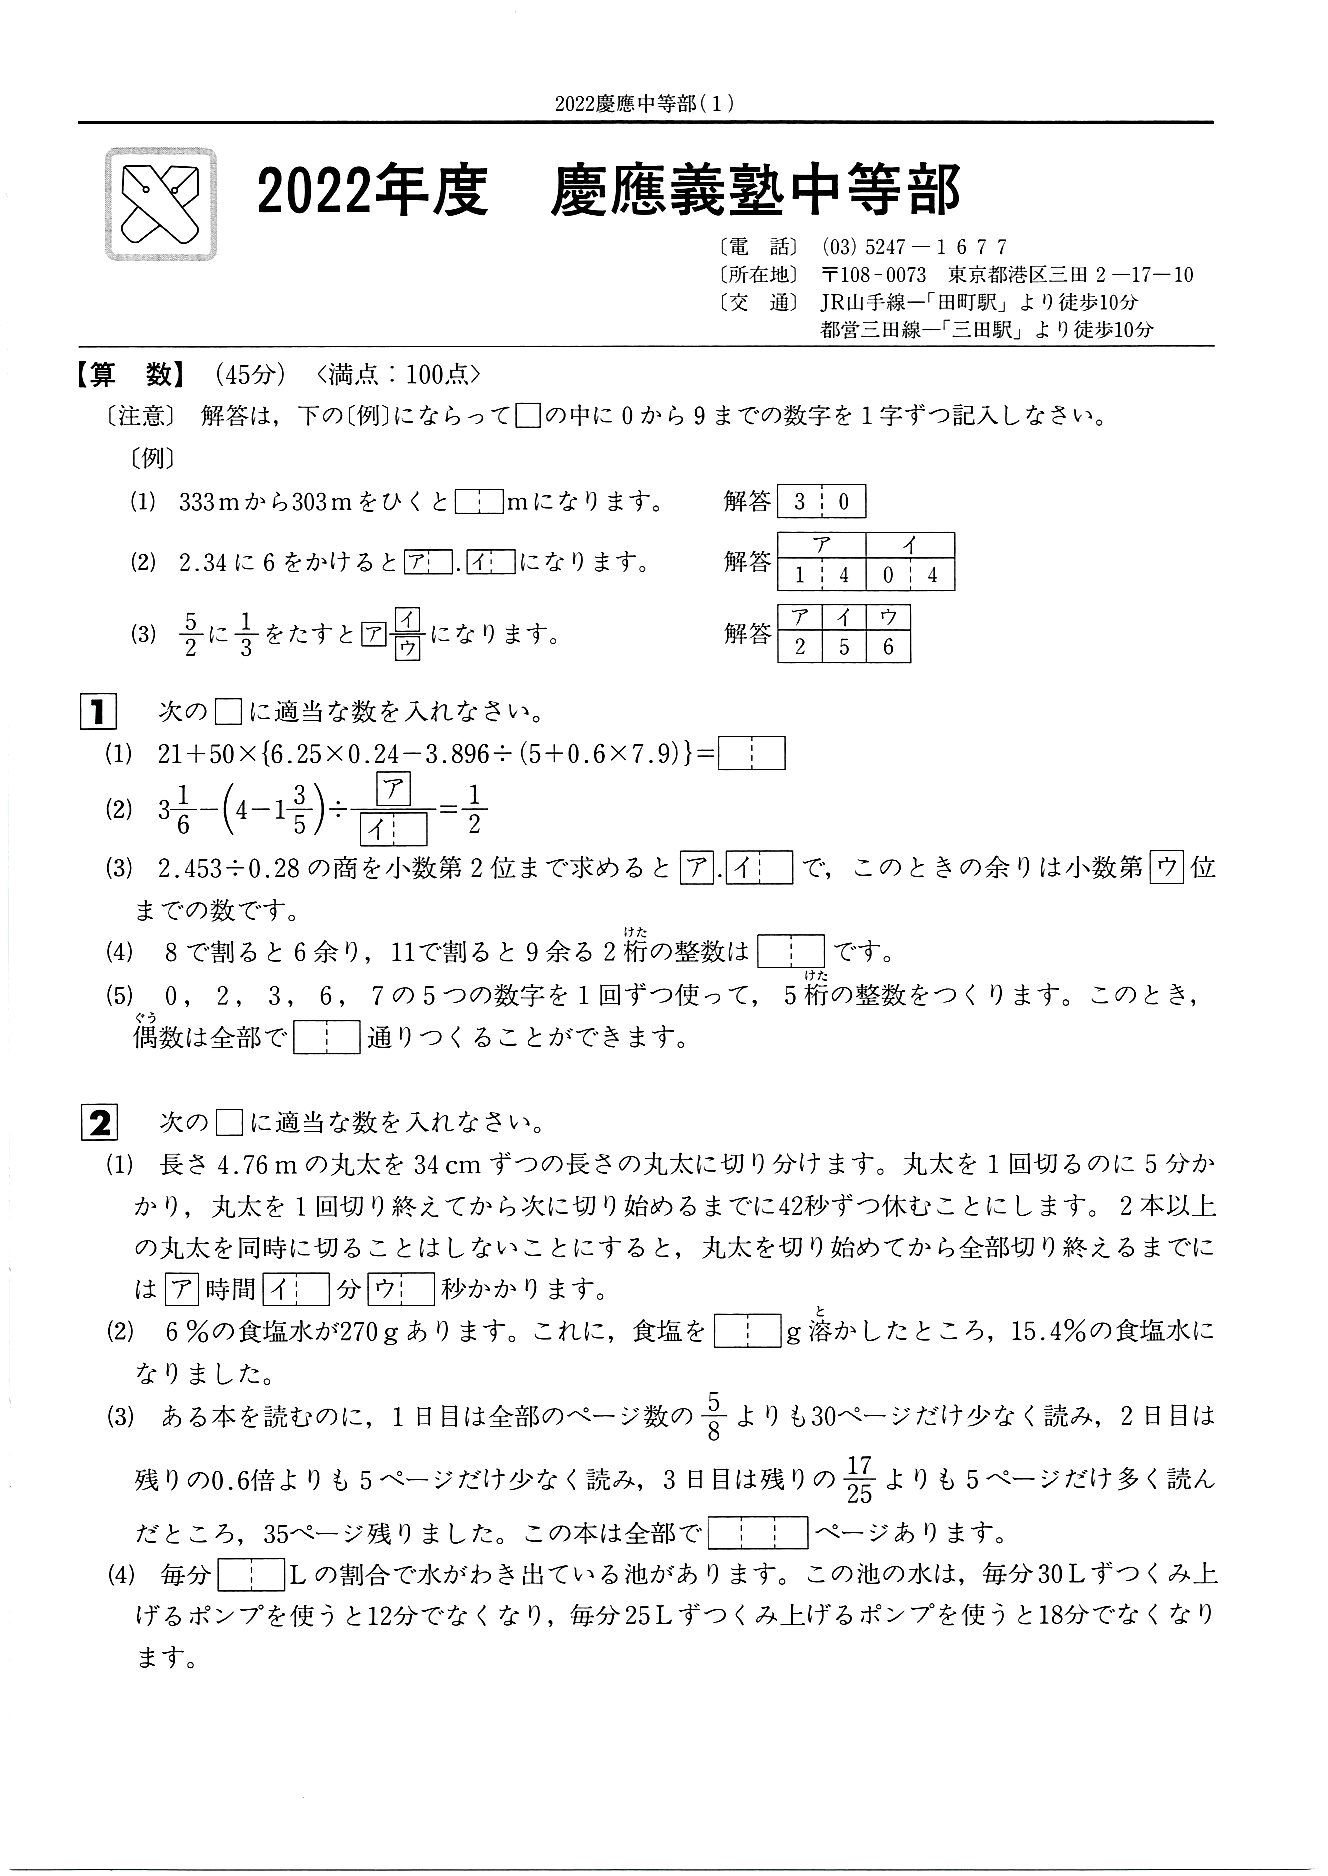 2022慶應中等部(1)
2022年度　慶應義塾中等部
〔電　話〕 (03) 5247－1677
〔所在地〕 〒108-0073　東京都港区三田2―17―10
〔交　通〕 JR山手線―「田町駅」より徒歩10分
都営三田線―「三田駅」より徒歩10分
【算　数】 (45分) 〈満点：100点〉
〔注意〕 解答は，下の〔例〕にならって□の中に0から9までの数字を1字ずつ記入しなさい。
〔例〕
(1) 333mから303mをひくと□□mになります。 解答 3 0
(2) 2.34に6をかけると ア . イ になります。 解答 ア イ 1 4 0 4
(3) 5/2に1/3をたすと ア イ/ウ になります。 解答 ア イ ウ 2 5 6
1 次の□に適当な数を入れなさい。
(1) 21＋50×{6.25×0.24－3.896÷(5＋0.6×7.9)}＝□□
(2) 3 1/6－(4－1 3/5)÷ ア/イ ＝1/2
(3) 2.453÷0.28の商を小数第2位まで求めると ア . イ で，このときの余りは小数第 ウ 位
までの数です。
(4) 8で割ると6余り，11で割ると9余る2桁(けた)の整数は□□です。
(5) 0，2，3，6，7の5つの数字を1回ずつ使って，5桁(けた)の整数をつくります。このとき，
偶(ぐう)数は全部で□□通りつくることができます。
2 次の□に適当な数を入れなさい。
(1) 長さ4.76mの丸太を34cmずつの長さの丸太に切り分けます。丸太を1回切るのに5分か
かり，丸太を1回切り終えてから次に切り始めるまでに42秒ずつ休むことにします。2本以上
の丸太を同時に切ることはしないことにすると，丸太を切り始めてから全部切り終えるまでに
は ア 時間 イ 分 ウ 秒かかります。
(2) 6％の食塩水が270gあります。これに，食塩を□□g溶(と)かしたところ，15.4％の食塩水に
なりました。
(3) ある本を読むのに，1日目は全部のページ数の5/8よりも30ページだけ少なく読み，2日目は
残りの0.6倍よりも5ページだけ少なく読み，3日目は残りの17/25よりも5ページだけ多く読ん
だところ，35ページ残りました。この本は全部で□□□ページあります。
(4) 毎分□□Lの割合で水がわき出ている池があります。この池の水は，毎分30Lずつくみ上
げるポンプを使うと12分でなくなり，毎分25Lずつくみ上げるポンプを使うと18分でなくなり
ます。